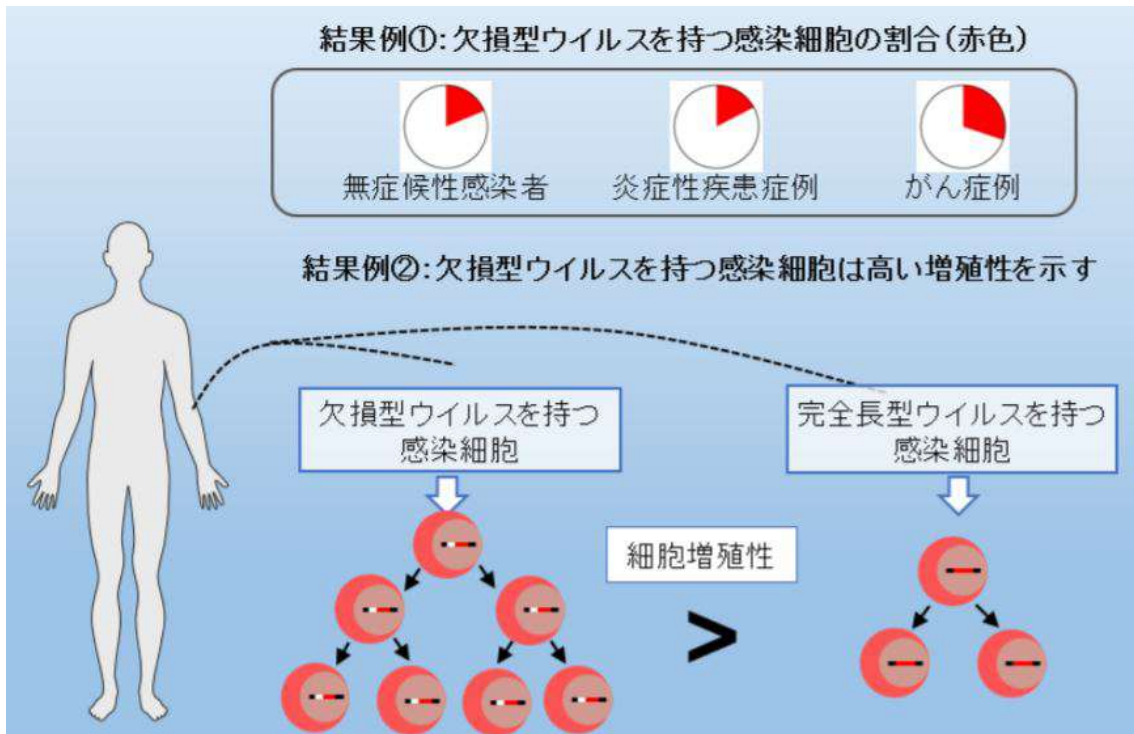 結果例①:欠損型ウイルスを持つ感染細胞の割合(赤色)
無症候性感染者
炎症性疾患症例
がん症例
結果例②:欠損型ウイルスを持つ感染細胞は高い増殖性を示す
欠損型ウイルスを持つ
感染細胞
完全長型ウイルスを持つ
感染細胞
細胞増殖性
>